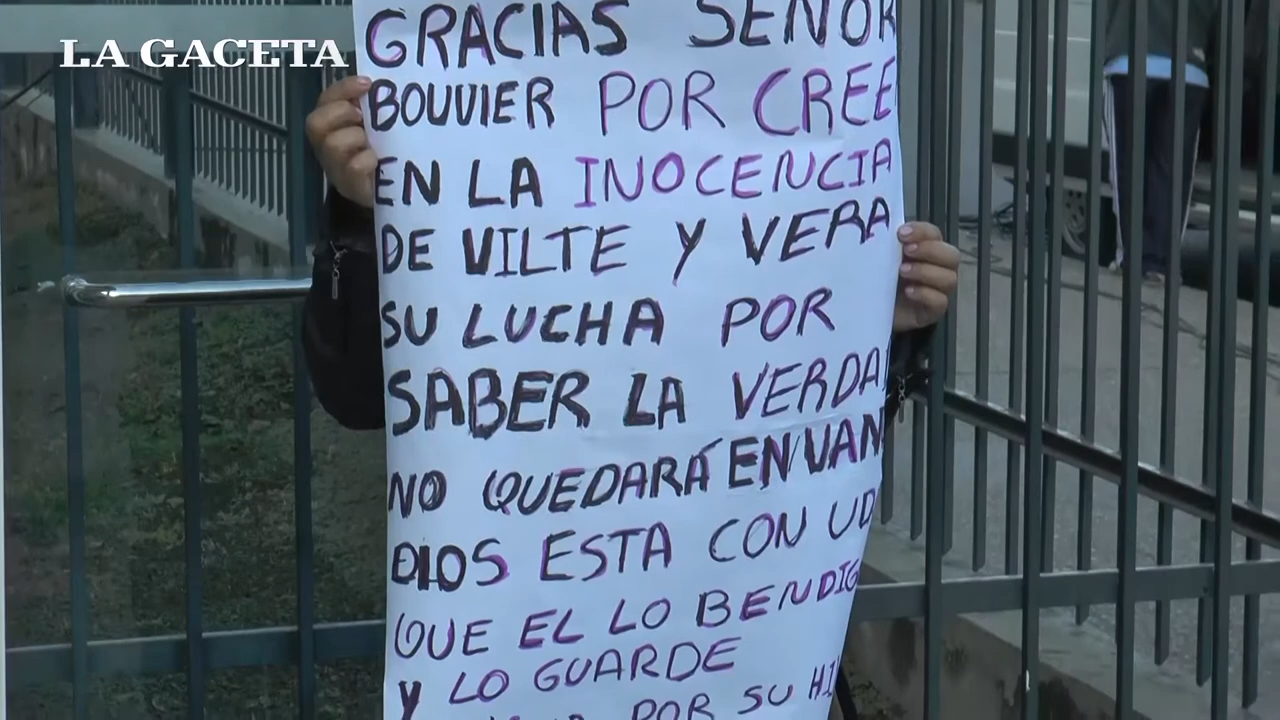 LA GACETA
GRACIAS SEÑOR
BOUVIER POR CREE
EN LA INOCENCIA
DE VILTE Y VERA
SU LUCHA POR
SABER LA VERDA
NO QUEDARÁ EN VAN
DIOS ESTA CON UD
QUE EL LO BENDIG
Y LO GUARDE
POR SU HI